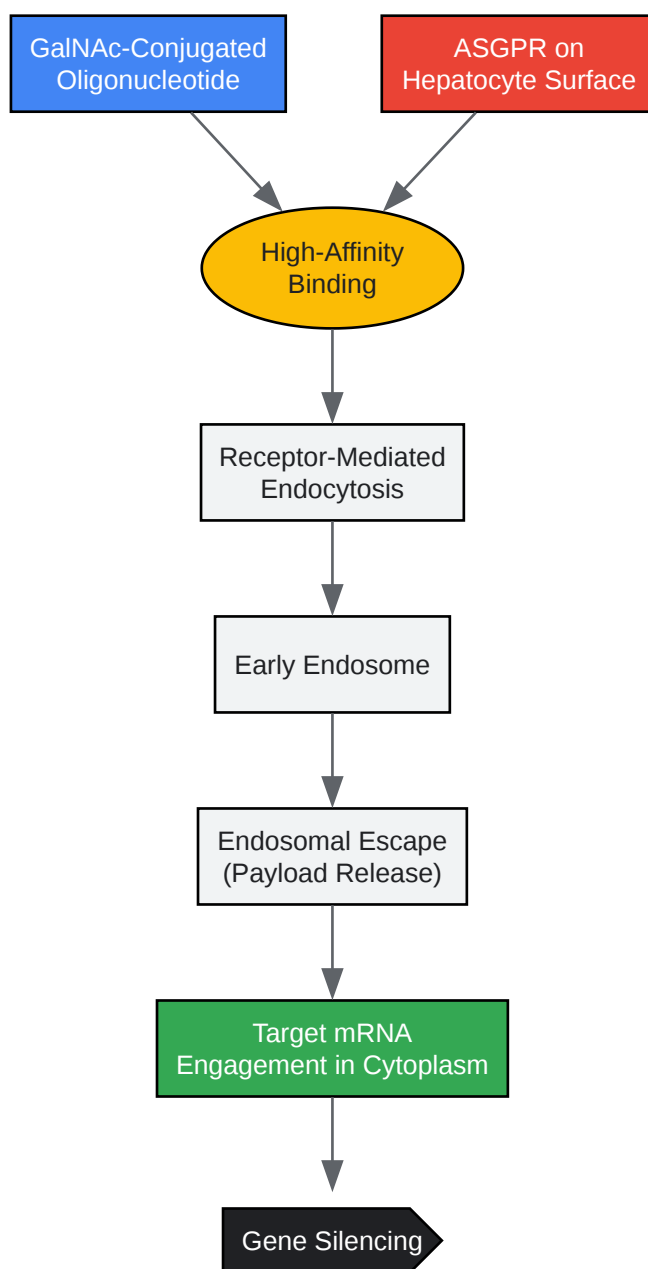 GalNAc-Conjugated
Oligonucleotide
ASGPR on
Hepatocyte Surface
High-Affinity
Binding
Receptor-Mediated
Endocytosis
Early Endosome
Endosomal Escape
(Payload Release)
Target mRNA
Engagement in Cytoplasm
Gene Silencing